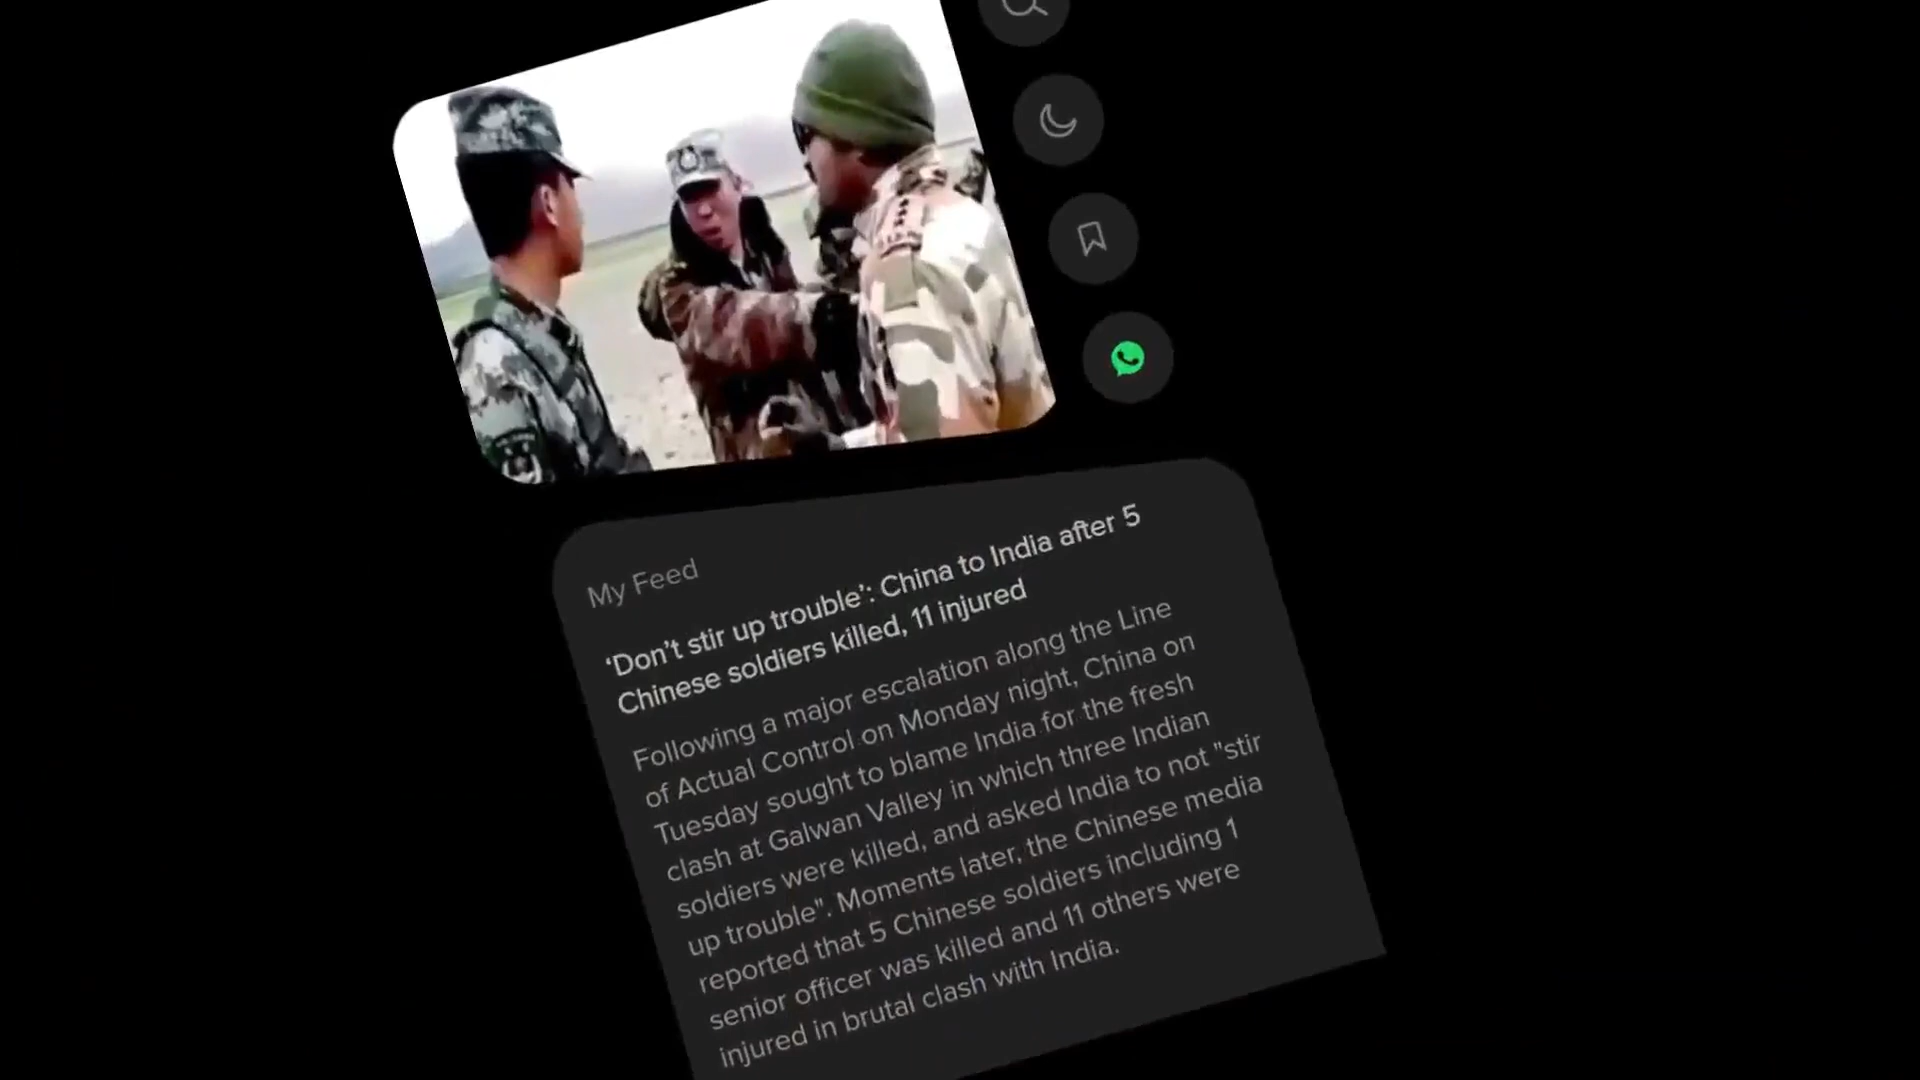 My Feed
‘Don’t stir up trouble’: China to India after 5
Chinese soldiers killed, 11 injured
Following a major escalation along the Line
of Actual Control on Monday night, China on
Tuesday sought to blame India for the fresh
clash at Galwan Valley in which three Indian
soldiers were killed, and asked India to not "stir
up trouble". Moments later, the Chinese media
reported that 5 Chinese soldiers including 1
senior officer was killed and 11 others were
injured in brutal clash with India.